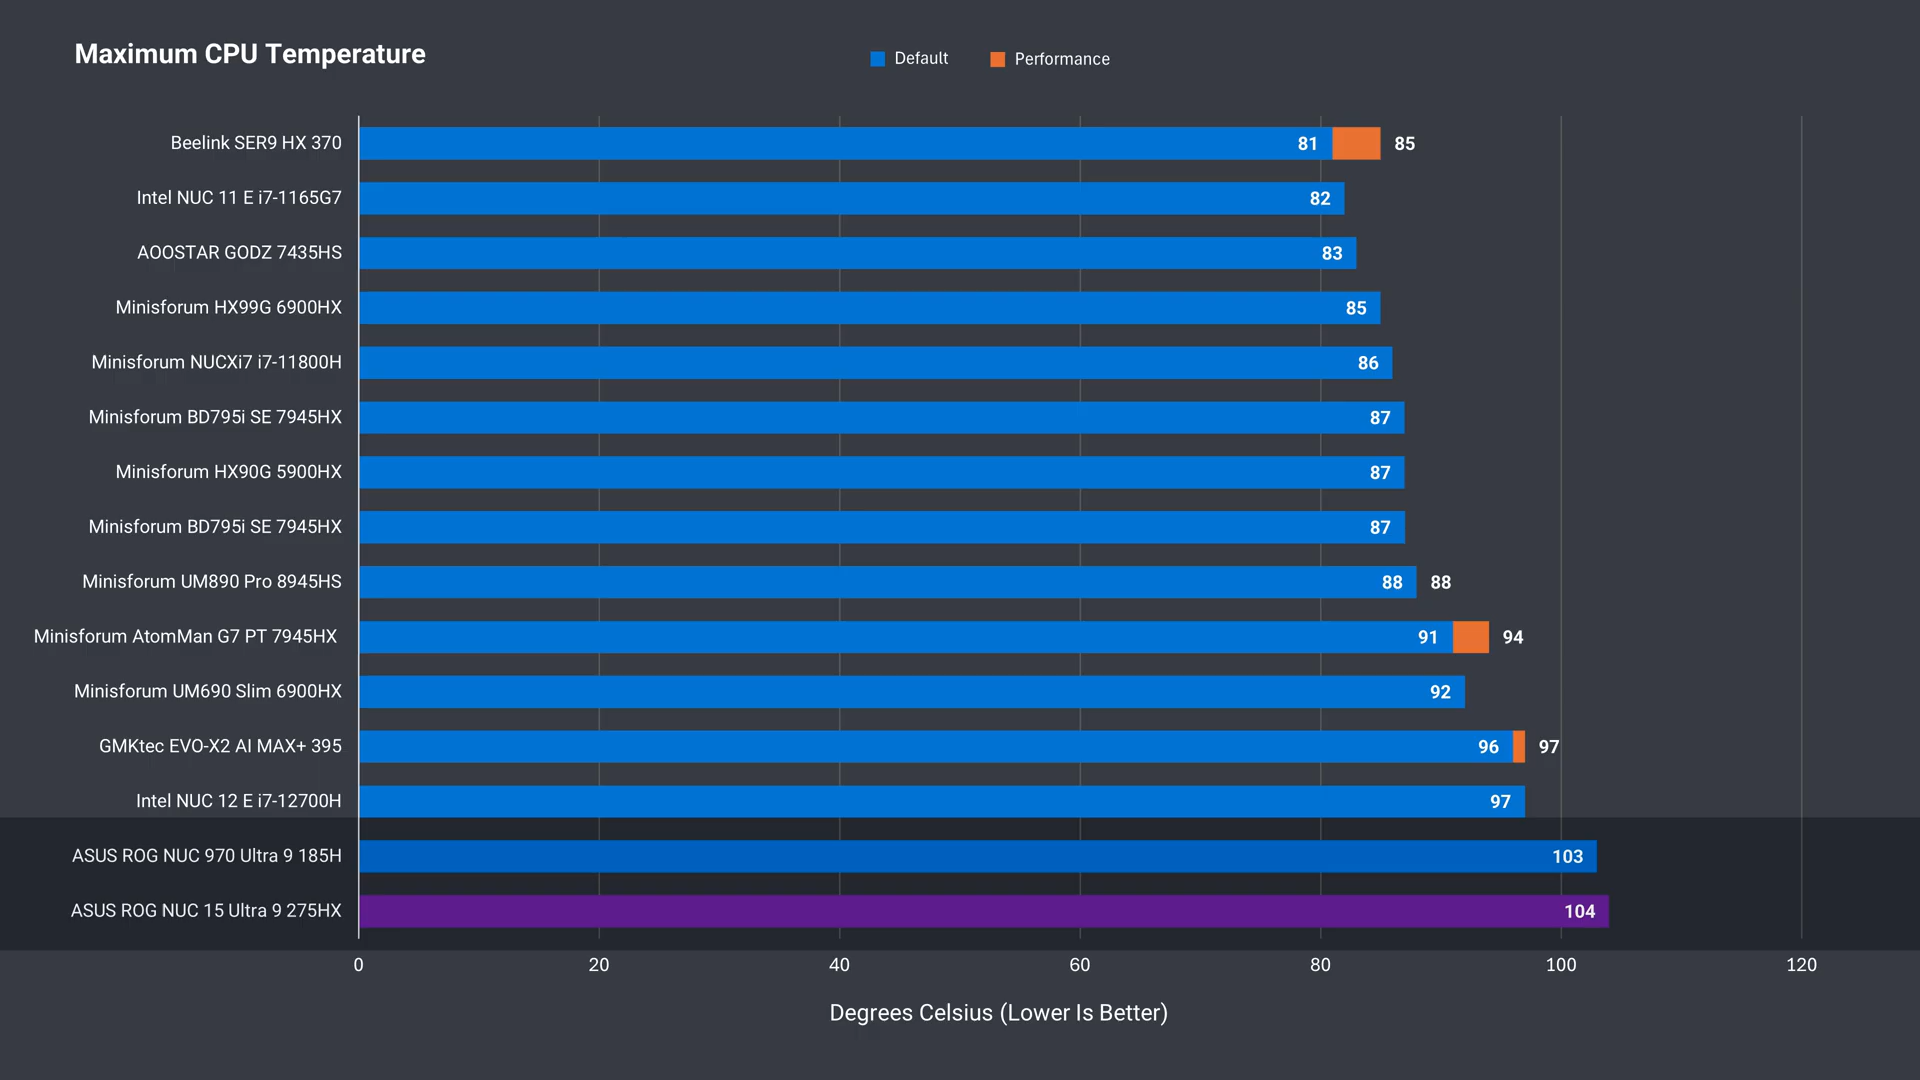 Maximum CPU Temperature
Default Performance
Beelink SER9 HX 370 81 85
Intel NUC 11 E i7-1165G7 82
AOOSTAR GODZ 7435HS 83
Minisforum HX99G 6900HX 85
Minisforum NUCXi7 i7-11800H 86
Minisforum BD795i SE 7945HX 87
Minisforum HX90G 5900HX 87
Minisforum BD795i SE 7945HX 87
Minisforum UM890 Pro 8945HS 88 88
Minisforum AtomMan G7 PT 7945HX 91 94
Minisforum UM690 Slim 6900HX 92
GMKtec EVO-X2 AI MAX+ 395 96 97
Intel NUC 12 E i7-12700H 97
ASUS ROG NUC 970 Ultra 9 185H 103
ASUS ROG NUC 15 Ultra 9 275HX 104
0 20 40 60 80 100 120
Degrees Celsius (Lower Is Better)